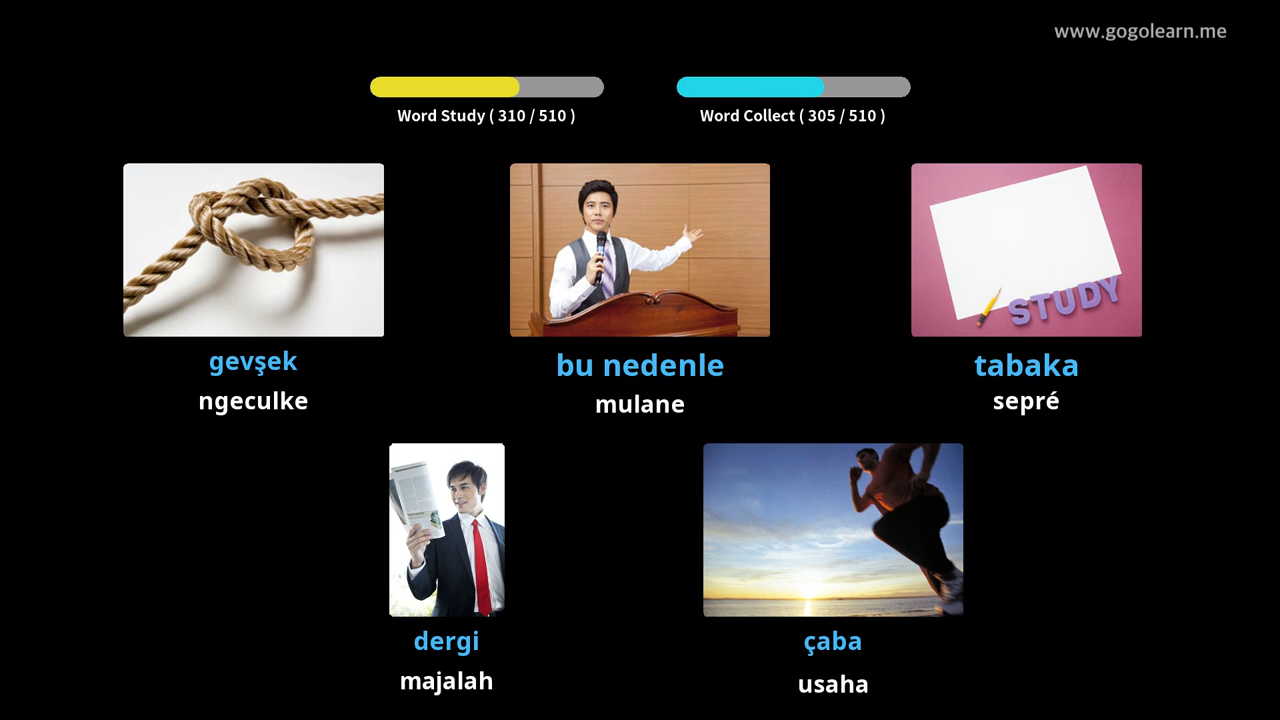 www.gogolearn.me
Word Study ( 310 / 510 )
Word Collect ( 305 / 510 )
STUDY
gevşek
ngeculke
bu nedenle
mulane
tabaka
sepré
dergi
majalah
çaba
usaha